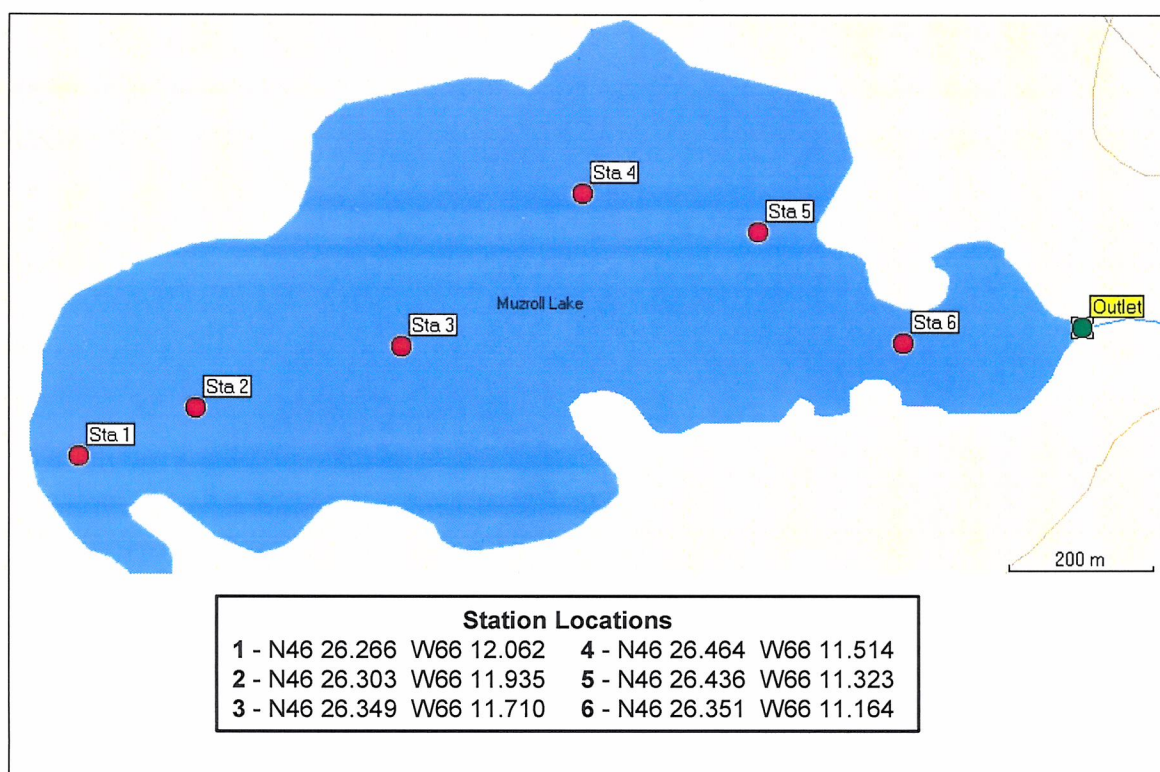 Sta 4
Sta 5
Muzroll Lake
Outlet
Sta 3
Sta 6
Sta 2
Sta 1
200 m
Station Locations
1 - N46 26.266 W66 12.062 4 - N46 26.464 W66 11.514
2 - N46 26.303 W66 11.935 5 - N46 26.436 W66 11.323
3 - N46 26.349 W66 11.710 6 - N46 26.351 W66 11.164